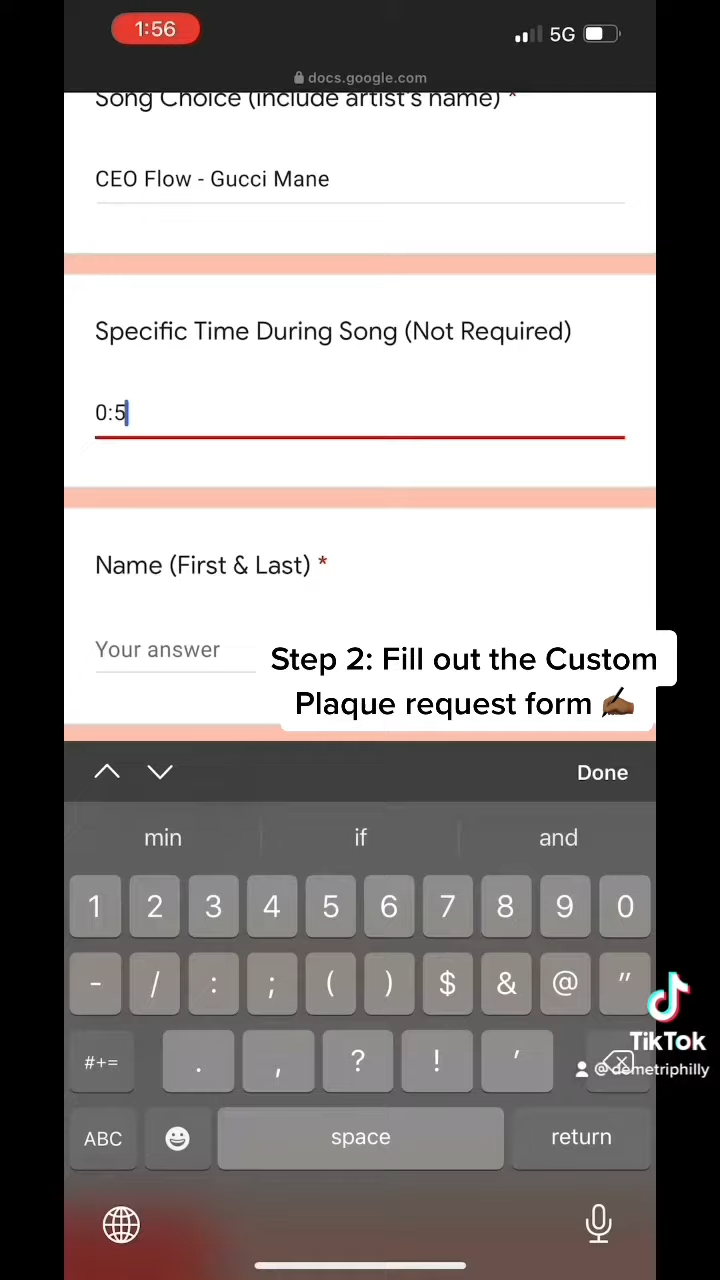 1:56
5G
docs.google.com
Song Choice (include artist's name) *
CEO Flow - Gucci Mane
Specific Time During Song (Not Required)
0:5
Name (First & Last) *
Your answer
Step 2: Fill out the Custom
Plaque request form ✍🏾
Done
min if and
1 2 3 4 5 6 7 8 9 0
- / : ; ( ) $ & @ "
#+= . , ? ! '
TikTok
@demetriphilly
ABC space return